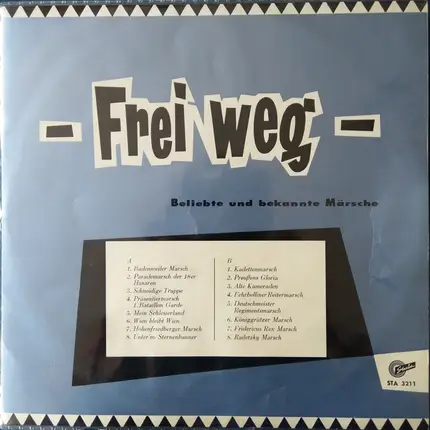 - Frei weg -
Beliebte und bekannte Märsche
A
1. Badenweiler Marsch
2. Parademarsch der 18er
Husaren
3. Schneidige Truppe
4. Präsentiermarsch
I. Bataillon Garde
5. Mein Schlesierland
6. Wien bleibt Wien
7. Hohenfriedberger Marsch
8. Unter'm Sternenbanner
B
1. Kadettenmarsch
2. Preußens Gloria
3. Alte Kameraden
4. Fehrbelliner Reitermarsch
5. Deutschmeister
Regimentsmarsch
6. Königgrätzer Marsch
7. Fridericus Rex Marsch
8. Radetzky Marsch
STA 3211